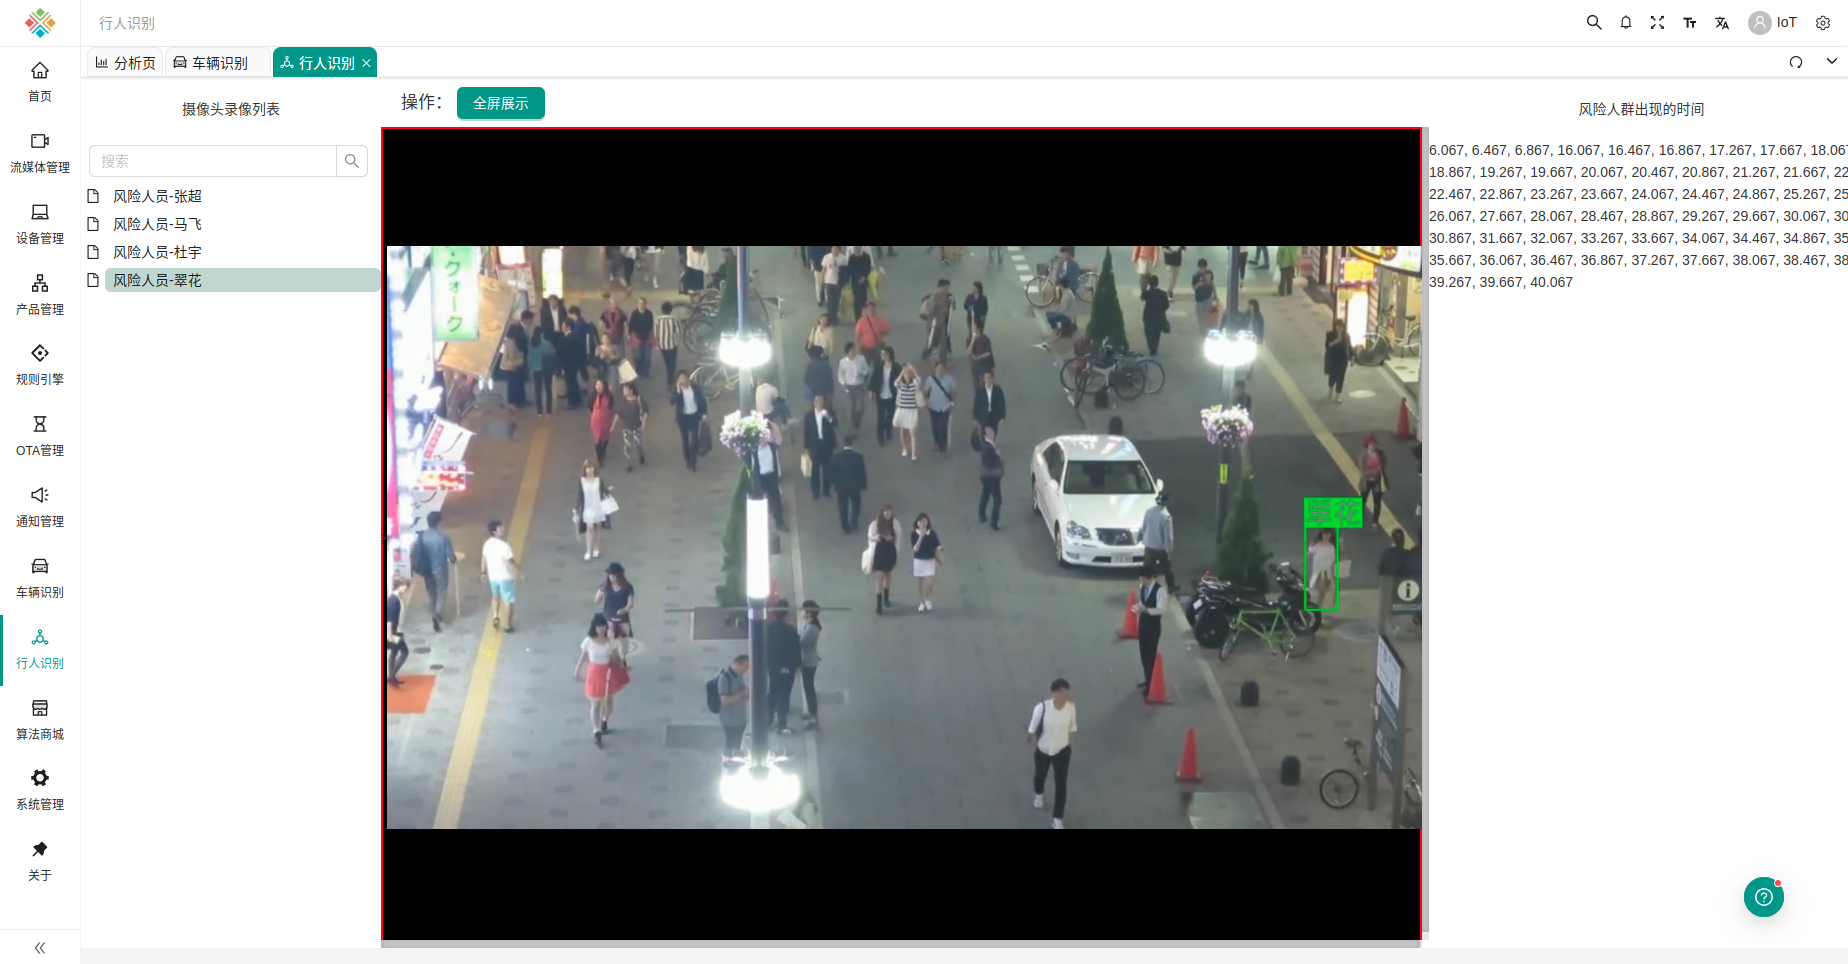 行人识别
IoT
分析页
车辆识别
行人识别
首页
流媒体管理
设备管理
产品管理
规则引擎
OTA管理
通知管理
车辆识别
行人识别
算法商城
系统管理
关于
摄像头录像列表
搜索
风险人员-张超
风险人员-马飞
风险人员-杜宇
风险人员-翠花
操作：
全屏展示
クォーク
翠花
风险人群出现的时间
6.067, 6.467, 6.867, 16.067, 16.467, 16.867, 17.267, 17.667, 18.067
18.867, 19.267, 19.667, 20.067, 20.467, 20.867, 21.267, 21.667, 22
22.467, 22.867, 23.267, 23.667, 24.067, 24.467, 24.867, 25.267, 25
26.067, 27.667, 28.067, 28.467, 28.867, 29.267, 29.667, 30.067, 30
30.867, 31.667, 32.067, 33.267, 33.667, 34.067, 34.467, 34.867, 35
35.667, 36.067, 36.467, 36.867, 37.267, 37.667, 38.067, 38.467, 38
39.267, 39.667, 40.067